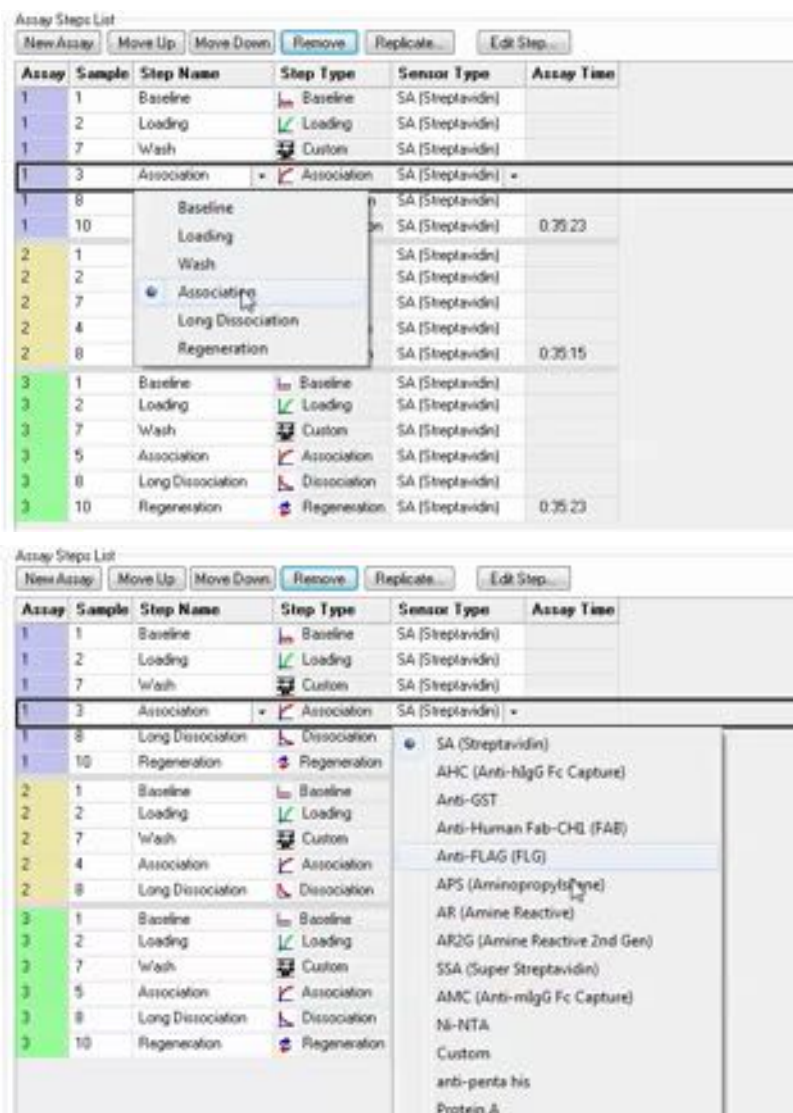 Assay Steps List
New Assay Move Up Move Down Remove Replicate... Edit Step...
Assay Sample Step Name Step Type Sensor Type Assay Time
1 1 Baseline Baseline SA (Streptavidin)
1 2 Loading Loading SA (Streptavidin)
1 7 Wash Custom SA (Streptavidin)
1 3 Association Association SA (Streptavidin)
1 8 n SA (Streptavidin)
1 10 on SA (Streptavidin) 0:35:23
2 1 SA (Streptavidin)
2 2 SA (Streptavidin)
2 7 SA (Streptavidin)
2 4 SA (Streptavidin)
2 8 SA (Streptavidin) 0:35:15
Baseline
Loading
Wash
Association
Long Dissociation
Regeneration
3 1 Baseline Baseline SA (Streptavidin)
3 2 Loading Loading SA (Streptavidin)
3 7 Wash Custom SA (Streptavidin)
3 5 Association Association SA (Streptavidin)
3 8 Long Dissociation Dissociation SA (Streptavidin)
3 10 Regeneration Regeneration SA (Streptavidin) 0:35:23
Assay Steps List
New Assay Move Up Move Down Remove Replicate... Edit Step...
Assay Sample Step Name Step Type Sensor Type Assay Time
1 1 Baseline Baseline SA (Streptavidin)
1 2 Loading Loading SA (Streptavidin)
1 7 Wash Custom SA (Streptavidin)
1 3 Association Association SA (Streptavidin)
1 8 Long Dissociation Dissociation
1 10 Regeneration Regeneration
2 1 Baseline Baseline
2 2 Loading Loading
2 7 Wash Custom
2 4 Association Association
2 8 Long Dissociation Dissociation
3 1 Baseline Baseline
3 2 Loading Loading
3 7 Wash Custom
3 5 Association Association
3 8 Long Dissociation Dissociation
3 10 Regeneration Regeneration
SA (Streptavidin)
AHC (Anti-hIgG Fc Capture)
Anti-GST
Anti-Human Fab-CH1 (FAB)
Anti-FLAG (FLG)
APS (Aminopropylsilane)
AR (Amine Reactive)
AR2G (Amine Reactive 2nd Gen)
SSA (Super Streptavidin)
AMC (Anti-mIgG Fc Capture)
Ni-NTA
Custom
anti-penta his
Protein A